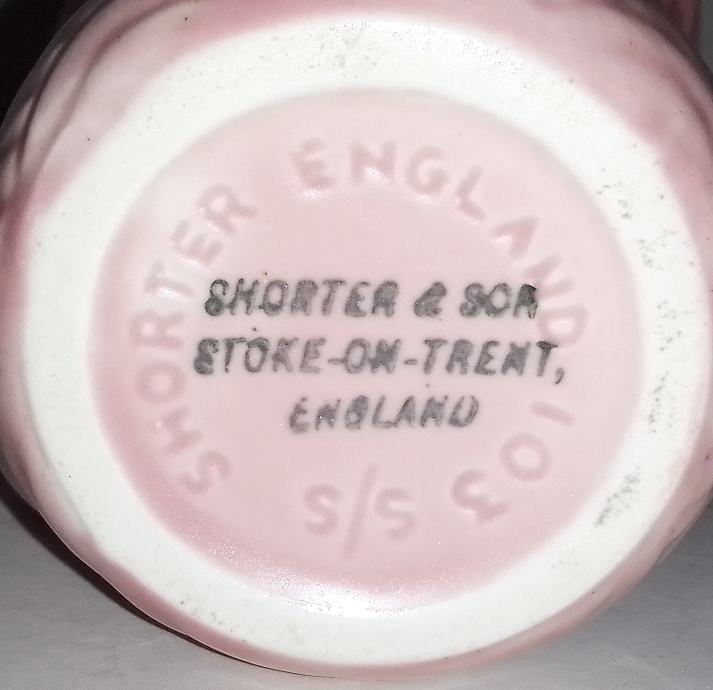 SHORTER & SON
STOKE-ON-TRENT,
ENGLAND
SHORTER ENGLAND 103 S/S